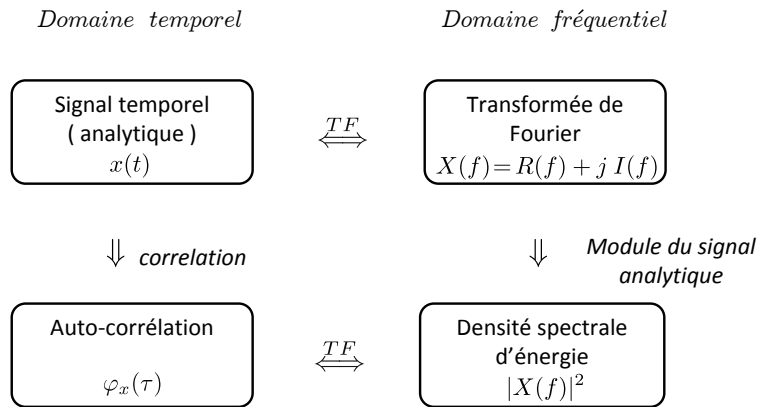 Domaine temporel
Domaine fréquentiel
Signal temporel
( analytique )
x(t)
TF
⇐⇒
Transformée de
Fourier
X(f)=R(f) + j I(f)
⇓ correlation
⇓ Module du signal
analytique
Auto-corrélation
φx(τ)
TF
⇐⇒
Densité spectrale
d'énergie
|X(f)|²